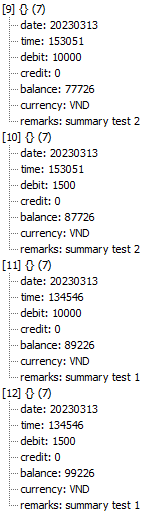 [9] {} (7)
date: 20230313
time: 153051
debit: 10000
credit: 0
balance: 77726
currency: VND
remarks: summary test 2
[10] {} (7)
date: 20230313
time: 153051
debit: 1500
credit: 0
balance: 87726
currency: VND
remarks: summary test 2
[11] {} (7)
date: 20230313
time: 134546
debit: 10000
credit: 0
balance: 89226
currency: VND
remarks: summary test 1
[12] {} (7)
date: 20230313
time: 134546
debit: 1500
credit: 0
balance: 99226
currency: VND
remarks: summary test 1